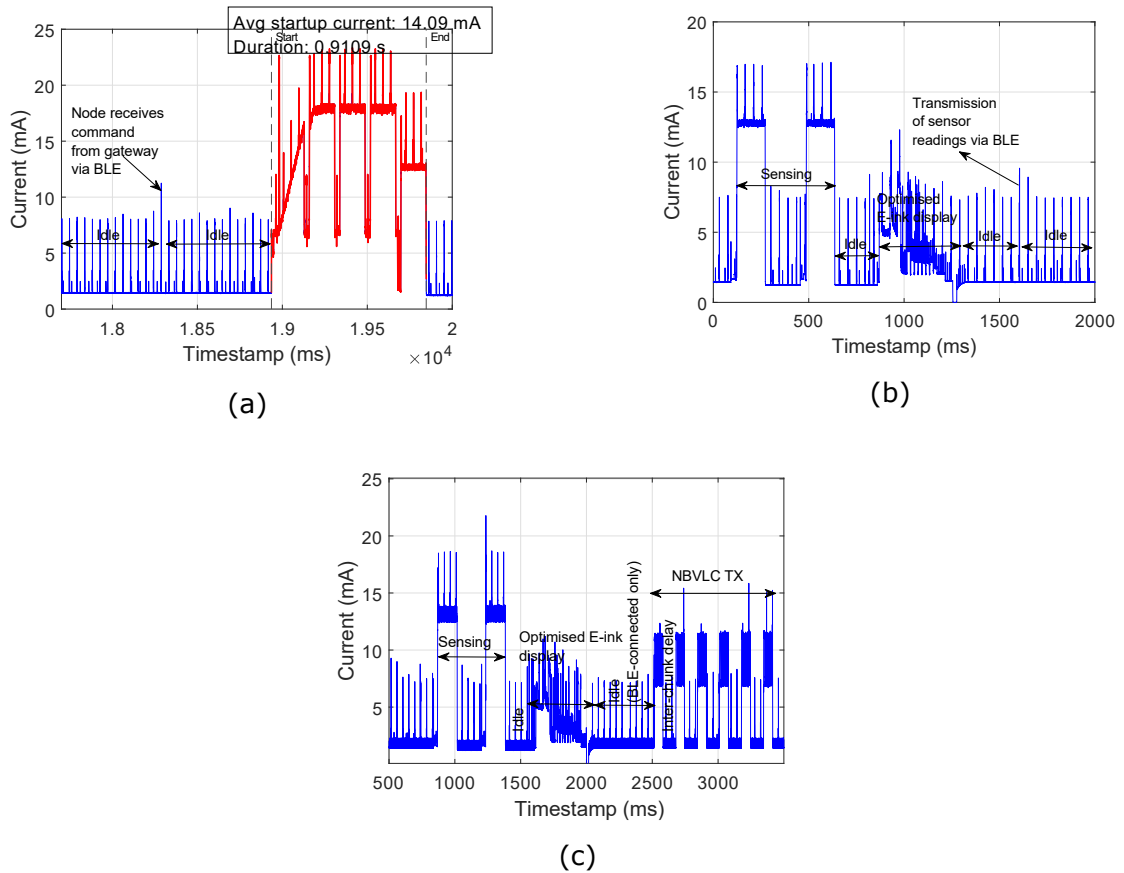 Avg startup current: 14.09 mA
Duration: 0.9109 s
Start
End
25
20
15
10
5
0
Current (mA)
Node receives
command
from gateway
via BLE
Idle
Idle
1.8
1.85
1.9
1.95
2
×10⁴
Timestamp (ms)
(a)
20
15
10
5
0
Current (mA)
Transmission
of sensor
readings via BLE
Sensing
Optimised
E-ink display
Idle
Idle
Idle
0
500
1000
1500
2000
Timestamp (ms)
(b)
25
20
15
10
5
Current (mA)
NBVLC TX
Sensing
Optimised E-ink
display
Idle
Idle
(BLE-connected only)
Inter-chunk delay
500
1000
1500
2000
2500
3000
Timestamp (ms)
(c)